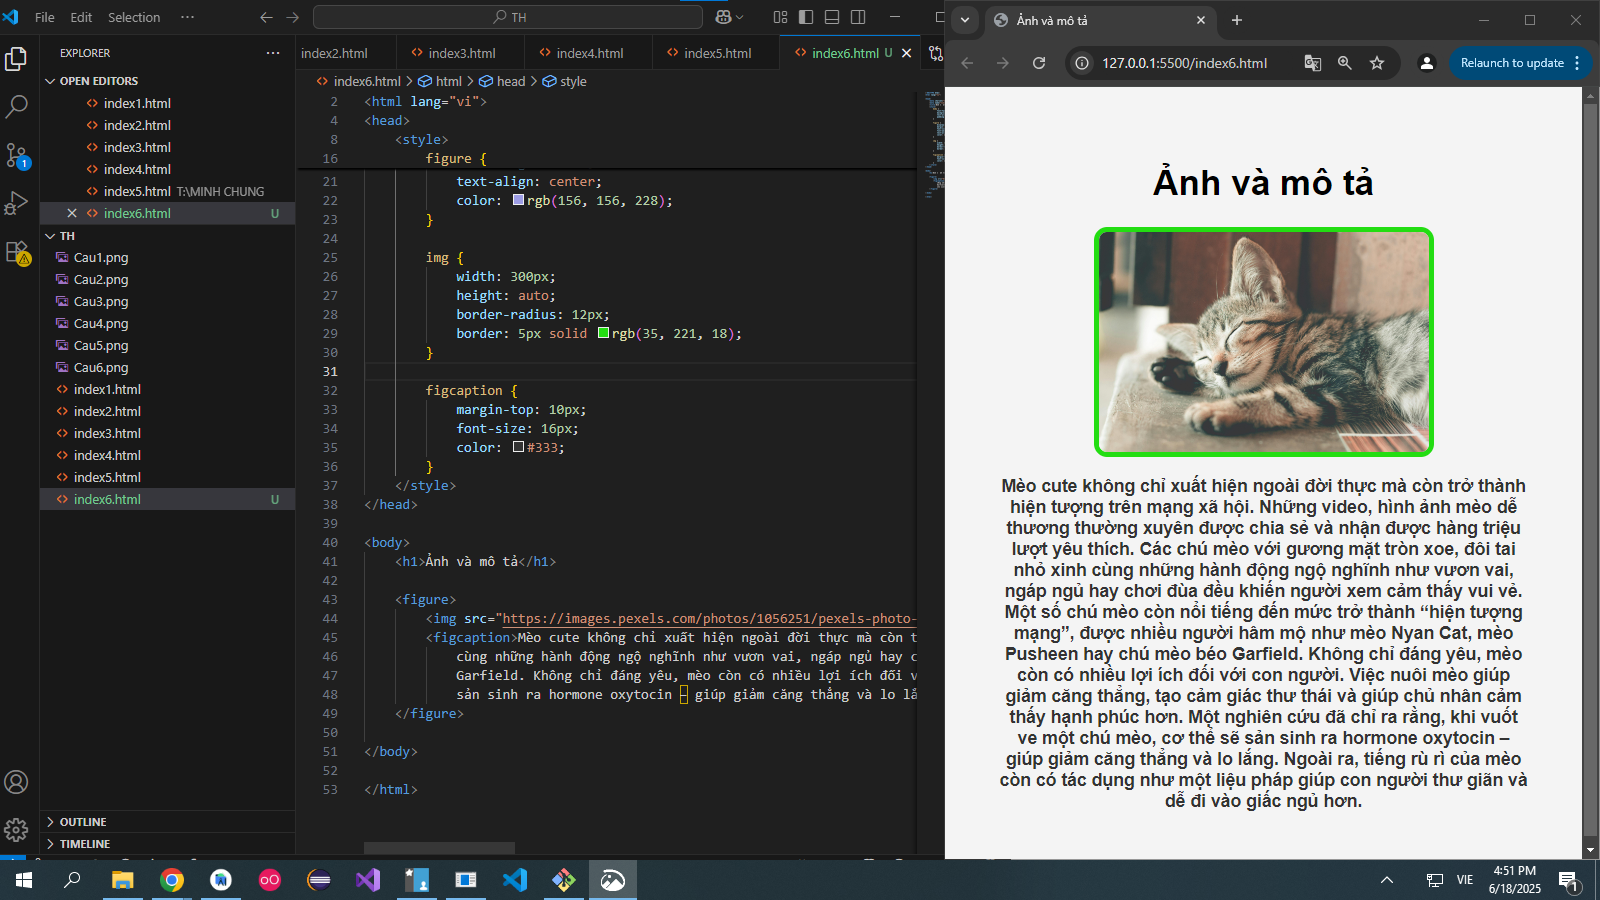 File Edit Selection ··· TH
EXPLORER ···
OPEN EDITORS
index1.html
index2.html
index3.html
index4.html
index5.html T:\MINH CHUNG
index6.html U
TH
Cau1.png
Cau2.png
Cau3.png
Cau4.png
Cau5.png
Cau6.png
index1.html
index2.html
index3.html
index4.html
index5.html
index6.html U
OUTLINE
TIMELINE
1
index2.html index3.html index4.html index5.html index6.html U
index6.html > html > head > style
2 <html lang="vi">
4 <head>
8 <style>
16 figure {
21 text-align: center;
22 color: rgb(156, 156, 228);
23 }
24
25 img {
26 width: 300px;
27 height: auto;
28 border-radius: 12px;
29 border: 5px solid rgb(35, 221, 18);
30 }
31
32 figcaption {
33 margin-top: 10px;
34 font-size: 16px;
35 color: #333;
36 }
37 </style>
38 </head>
39
40 <body>
41 <h1>Ảnh và mô tả</h1>
42
43 <figure>
44 <img src="https://images.pexels.com/photos/1056251/pexels-photo-
45 <figcaption>Mèo cute không chỉ xuất hiện ngoài đời thực mà còn t
46 cùng những hành động ngộ nghĩnh như vươn vai, ngáp ngủ hay c
47 Garfield. Không chỉ đáng yêu, mèo còn có nhiều lợi ích đối v
48 sản sinh ra hormone oxytocin – giúp giảm căng thẳng và lo lắ
49 </figure>
50
51 </body>
52
53 </html>
Ảnh và mô tả
127.0.0.1:5500/index6.html
Relaunch to update
Ảnh và mô tả
Mèo cute không chỉ xuất hiện ngoài đời thực mà còn trở thành
hiện tượng trên mạng xã hội. Những video, hình ảnh mèo dễ
thương thường xuyên được chia sẻ và nhận được hàng triệu
lượt yêu thích. Các chú mèo với gương mặt tròn xoe, đôi tai
nhỏ xinh cùng những hành động ngộ nghĩnh như vươn vai,
ngáp ngủ hay chơi đùa đều khiến người xem cảm thấy vui vẻ.
Một số chú mèo còn nổi tiếng đến mức trở thành “hiện tượng
mạng”, được nhiều người hâm mộ như mèo Nyan Cat, mèo
Pusheen hay chú mèo béo Garfield. Không chỉ đáng yêu, mèo
còn có nhiều lợi ích đối với con người. Việc nuôi mèo giúp
giảm căng thẳng, tạo cảm giác thư thái và giúp chủ nhân cảm
thấy hạnh phúc hơn. Một nghiên cứu đã chỉ ra rằng, khi vuốt
ve một chú mèo, cơ thể sẽ sản sinh ra hormone oxytocin –
giúp giảm căng thẳng và lo lắng. Ngoài ra, tiếng rù rì của mèo
còn có tác dụng như một liệu pháp giúp con người thư giãn và
dễ đi vào giấc ngủ hơn.
VIE
4:51 PM
6/18/2025
1